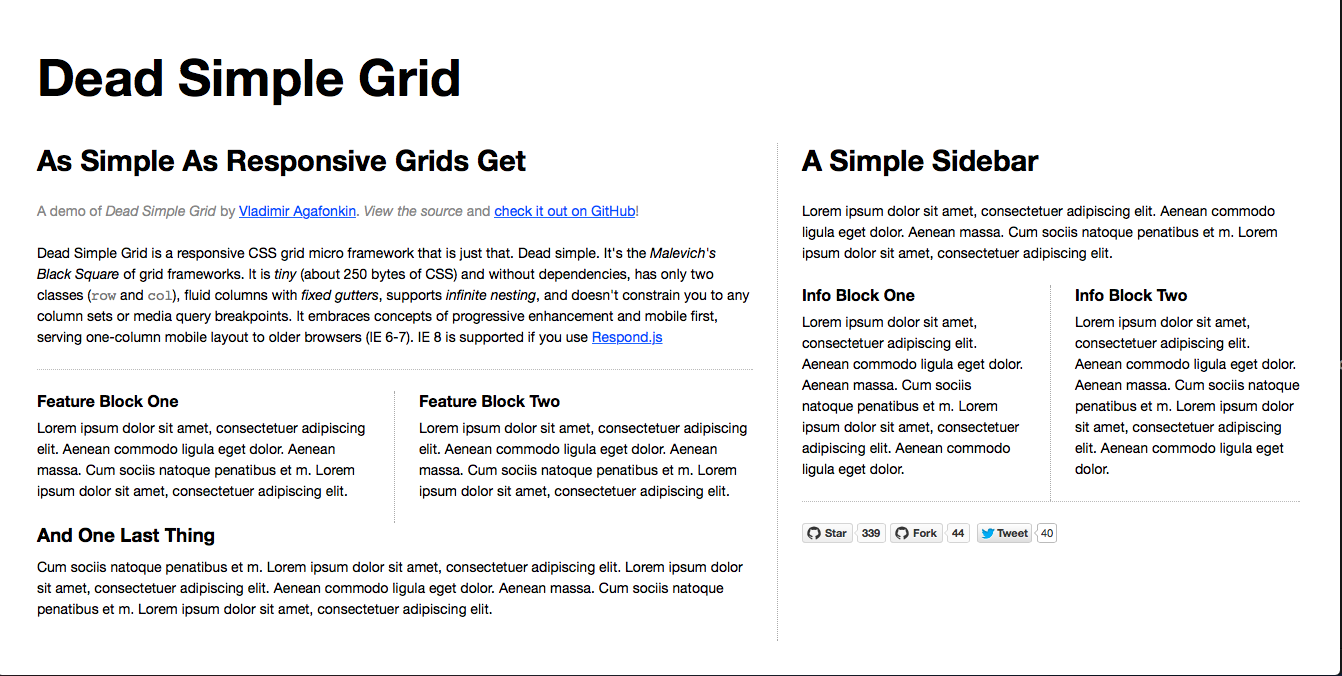 Dead Simple Grid
As Simple As Responsive Grids Get
A demo of Dead Simple Grid by Vladimir Agafonkin. View the source and check it out on GitHub!
Dead Simple Grid is a responsive CSS grid micro framework that is just that. Dead simple. It's the Malevich's
Black Square of grid frameworks. It is tiny (about 250 bytes of CSS) and without dependencies, has only two
classes (row and col), fluid columns with fixed gutters, supports infinite nesting, and doesn't constrain you to any
column sets or media query breakpoints. It embraces concepts of progressive enhancement and mobile first,
serving one-column mobile layout to older browsers (IE 6-7). IE 8 is supported if you use Respond.js
Feature Block One
Lorem ipsum dolor sit amet, consectetuer adipiscing
elit. Aenean commodo ligula eget dolor. Aenean
massa. Cum sociis natoque penatibus et m. Lorem
ipsum dolor sit amet, consectetuer adipiscing elit.
Feature Block Two
Lorem ipsum dolor sit amet, consectetuer adipiscing
elit. Aenean commodo ligula eget dolor. Aenean
massa. Cum sociis natoque penatibus et m. Lorem
ipsum dolor sit amet, consectetuer adipiscing elit.
And One Last Thing
Cum sociis natoque penatibus et m. Lorem ipsum dolor sit amet, consectetuer adipiscing elit. Lorem ipsum dolor
sit amet, consectetuer adipiscing elit. Aenean commodo ligula eget dolor. Aenean massa. Cum sociis natoque
penatibus et m. Lorem ipsum dolor sit amet, consectetuer adipiscing elit.
A Simple Sidebar
Lorem ipsum dolor sit amet, consectetuer adipiscing elit. Aenean commodo
ligula eget dolor. Aenean massa. Cum sociis natoque penatibus et m. Lorem
ipsum dolor sit amet, consectetuer adipiscing elit.
Info Block One
Lorem ipsum dolor sit amet,
consectetuer adipiscing elit.
Aenean commodo ligula eget dolor.
Aenean massa. Cum sociis
natoque penatibus et m. Lorem
ipsum dolor sit amet, consectetuer
adipiscing elit. Aenean commodo
ligula eget dolor.
Info Block Two
Lorem ipsum dolor sit amet,
consectetuer adipiscing elit.
Aenean commodo ligula eget dolor.
Aenean massa. Cum sociis natoque
penatibus et m. Lorem ipsum dolor
sit amet, consectetuer adipiscing
elit. Aenean commodo ligula eget
dolor.
Star 339 Fork 44 Tweet 40